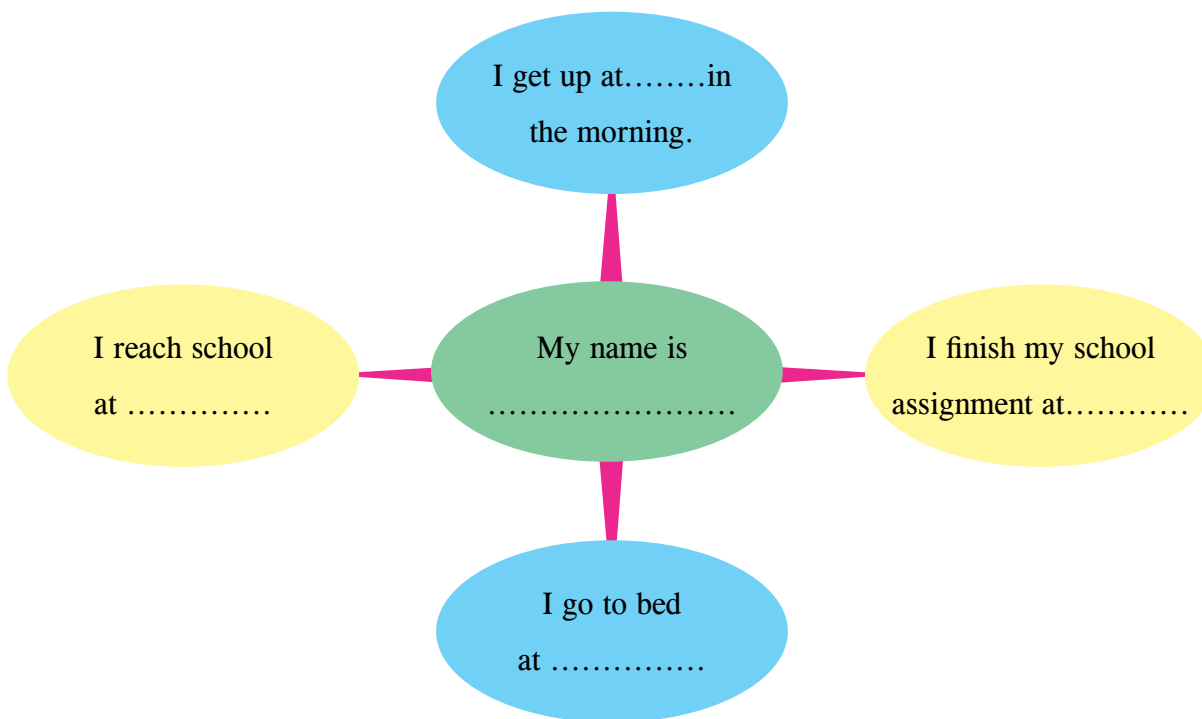 I get up at........in
the morning.
I reach school
at ..............
My name is
........................
I finish my school
assignment at............
I go to bed
at ...............